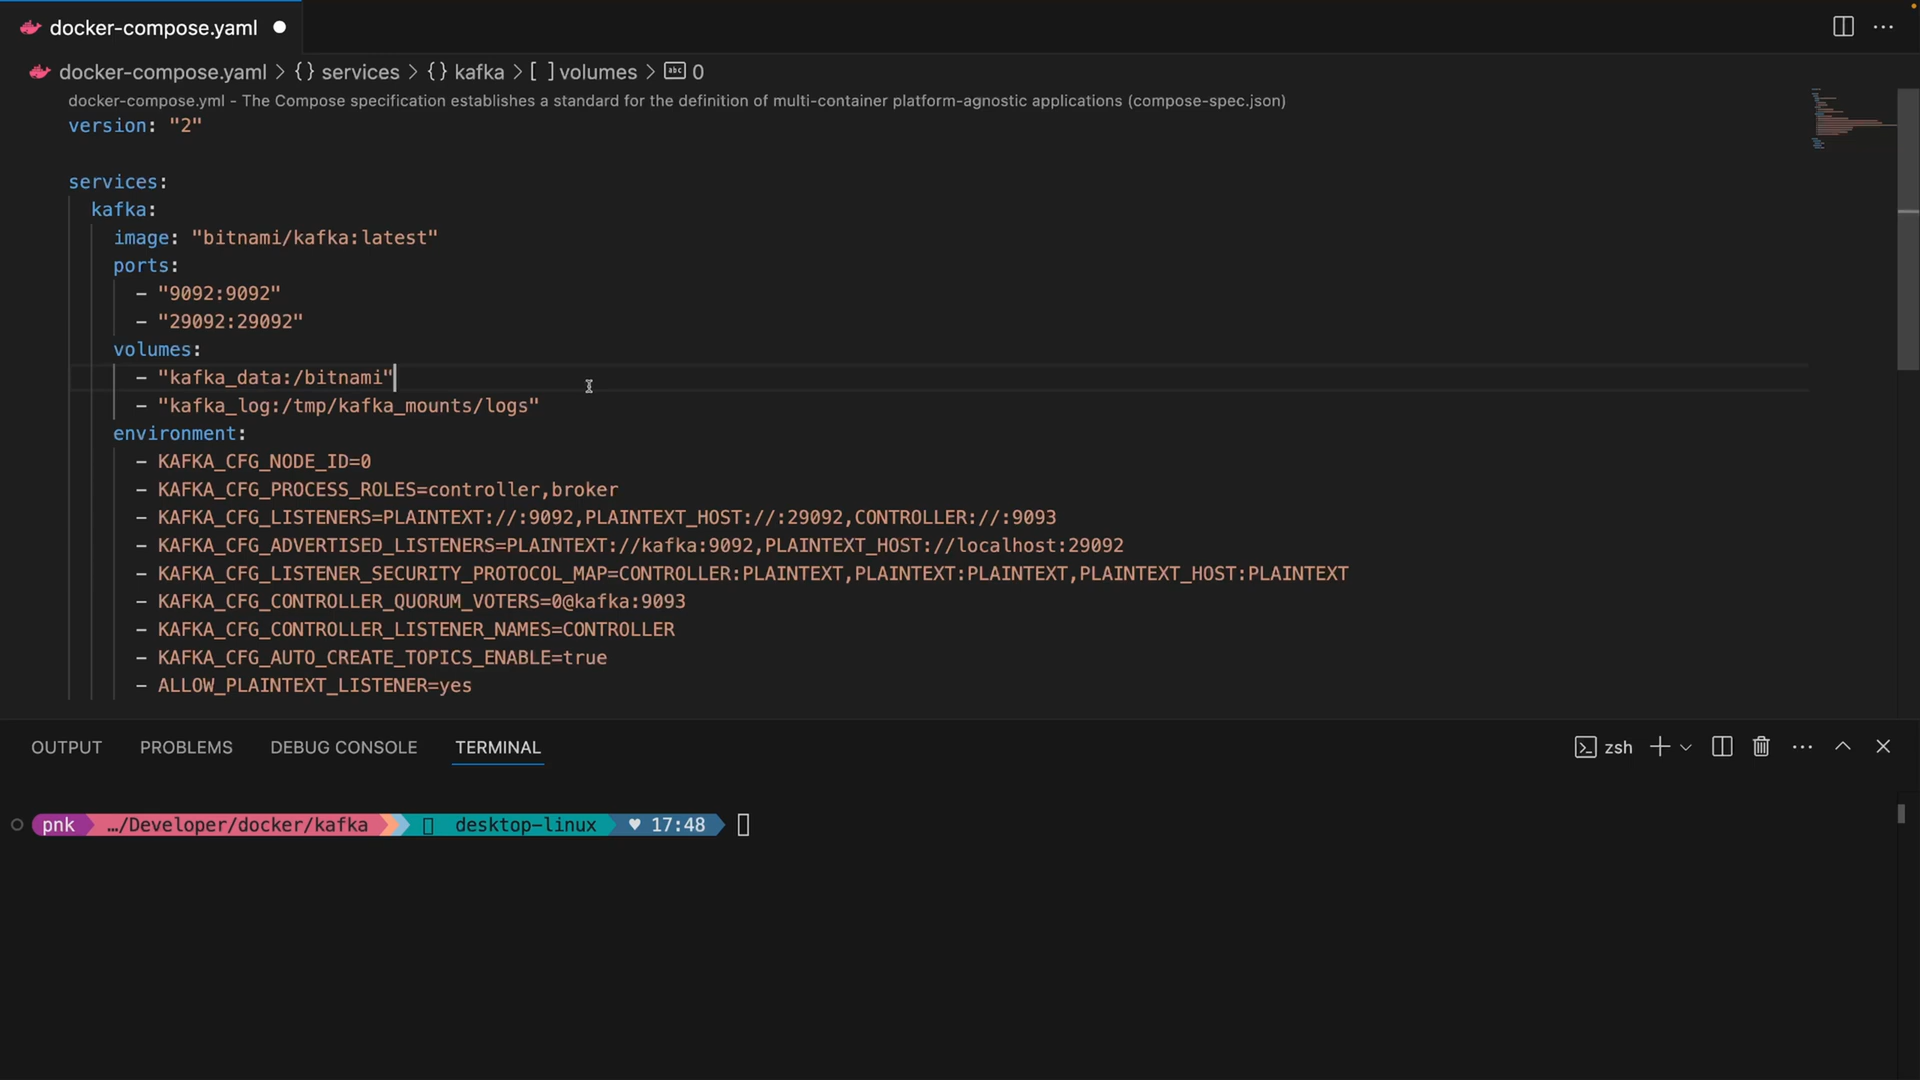 docker-compose.yaml
docker-compose.yaml > {} services > {} kafka > [ ] volumes > abc 0
docker-compose.yml - The Compose specification establishes a standard for the definition of multi-container platform-agnostic applications (compose-spec.json)
version: "2"
services:
kafka:
image: "bitnami/kafka:latest"
ports:
- "9092:9092"
- "29092:29092"
volumes:
- "kafka_data:/bitnami"
- "kafka_log:/tmp/kafka_mounts/logs"
environment:
- KAFKA_CFG_NODE_ID=0
- KAFKA_CFG_PROCESS_ROLES=controller,broker
- KAFKA_CFG_LISTENERS=PLAINTEXT://:9092,PLAINTEXT_HOST://:29092,CONTROLLER://:9093
- KAFKA_CFG_ADVERTISED_LISTENERS=PLAINTEXT://kafka:9092,PLAINTEXT_HOST://localhost:29092
- KAFKA_CFG_LISTENER_SECURITY_PROTOCOL_MAP=CONTROLLER:PLAINTEXT,PLAINTEXT:PLAINTEXT,PLAINTEXT_HOST:PLAINTEXT
- KAFKA_CFG_CONTROLLER_QUORUM_VOTERS=0@kafka:9093
- KAFKA_CFG_CONTROLLER_LISTENER_NAMES=CONTROLLER
- KAFKA_CFG_AUTO_CREATE_TOPICS_ENABLE=true
- ALLOW_PLAINTEXT_LISTENER=yes
OUTPUT PROBLEMS DEBUG CONSOLE TERMINAL zsh
pnk …/Developer/docker/kafka desktop-linux ♥ 17:48